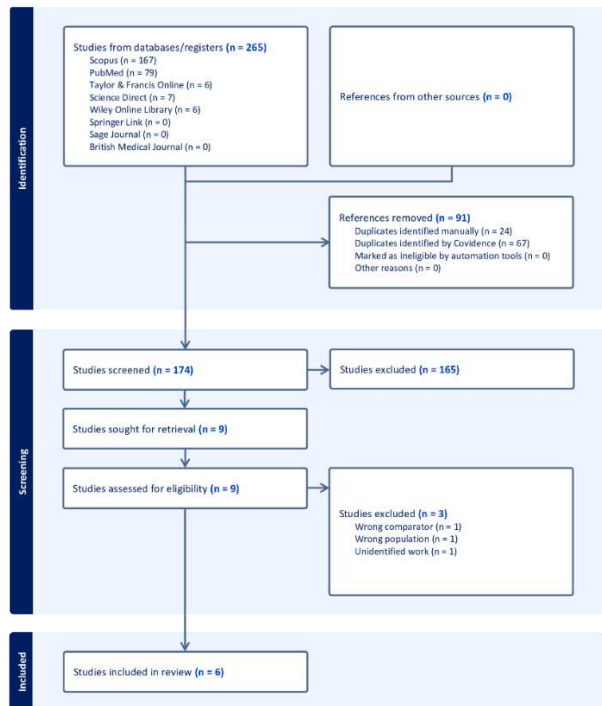 Identification
Studies from databases/registers (n = 265)
Scopus (n = 167)
PubMed (n = 79)
Taylor & Francis Online (n = 6)
Science Direct (n = 7)
Wiley Online Library (n = 6)
Springer Link (n = 0)
Sage Journal (n = 0)
British Medical Journal (n = 0)
References from other sources (n = 0)
References removed (n = 91)
Duplicates identified manually (n = 24)
Duplicates identified by Covidence (n = 67)
Marked as ineligible by automation tools (n = 0)
Other reasons (n = 0)
Screening
Studies screened (n = 174)
Studies excluded (n = 165)
Studies sought for retrieval (n = 9)
Studies assessed for eligibility (n = 9)
Studies excluded (n = 3)
Wrong comparator (n = 1)
Wrong population (n = 1)
Unidentified work (n = 1)
Included
Studies included in review (n = 6)